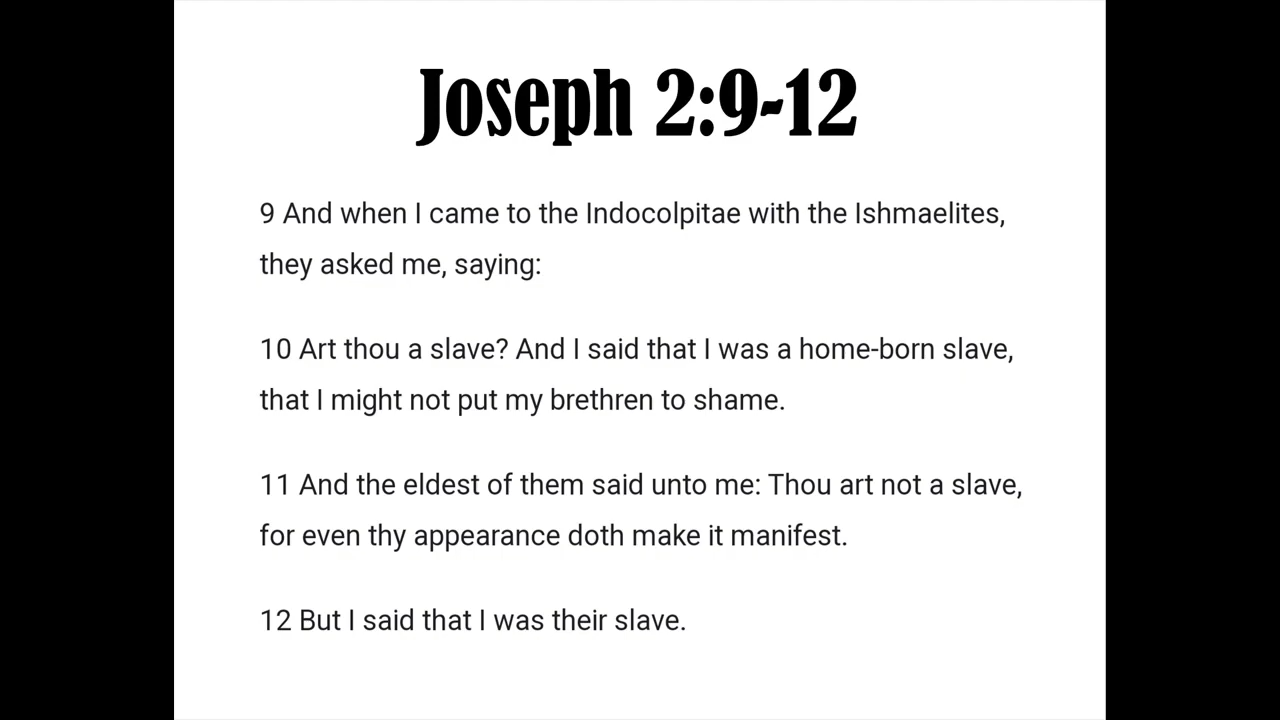 Joseph 2:9-12
9 And when I came to the Indocolpitae with the Ishmaelites,
they asked me, saying:
10 Art thou a slave? And I said that I was a home-born slave,
that I might not put my brethren to shame.
11 And the eldest of them said unto me: Thou art not a slave,
for even thy appearance doth make it manifest.
12 But I said that I was their slave.